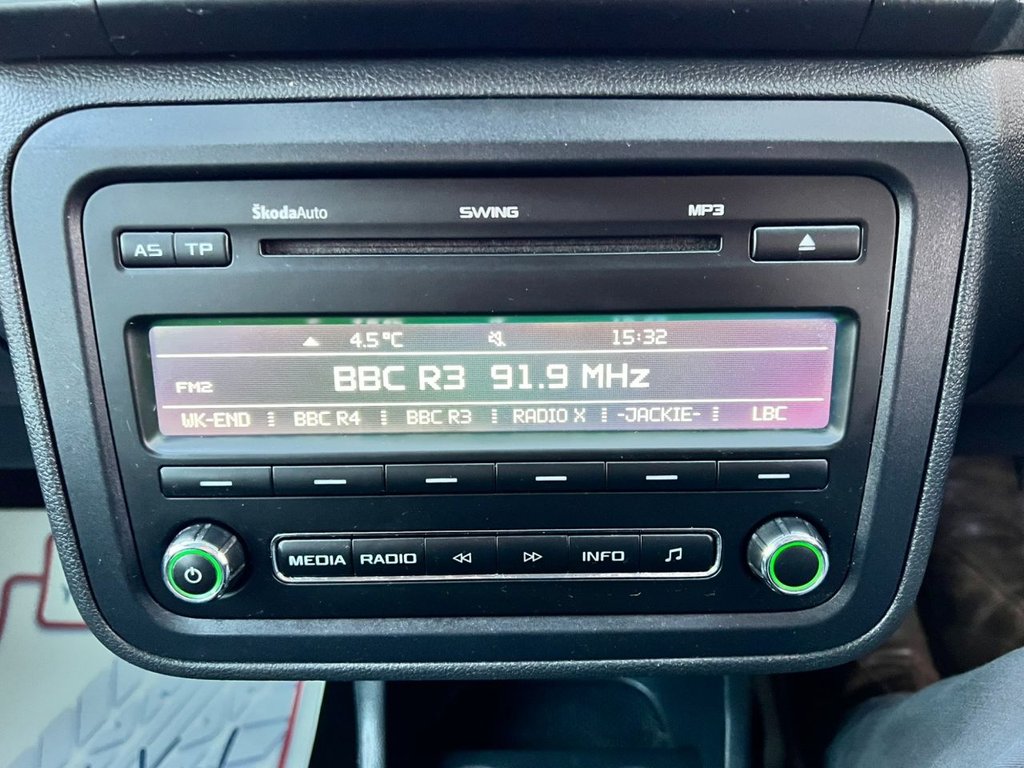 ŠkodaAuto SWING MP3
AS TP
4.5°C 15:32
FM2 BBC R3 91.9 MHz
WK-END BBC R4 BBC R3 RADIO X -JACKIE- LBC
MEDIA RADIO INFO